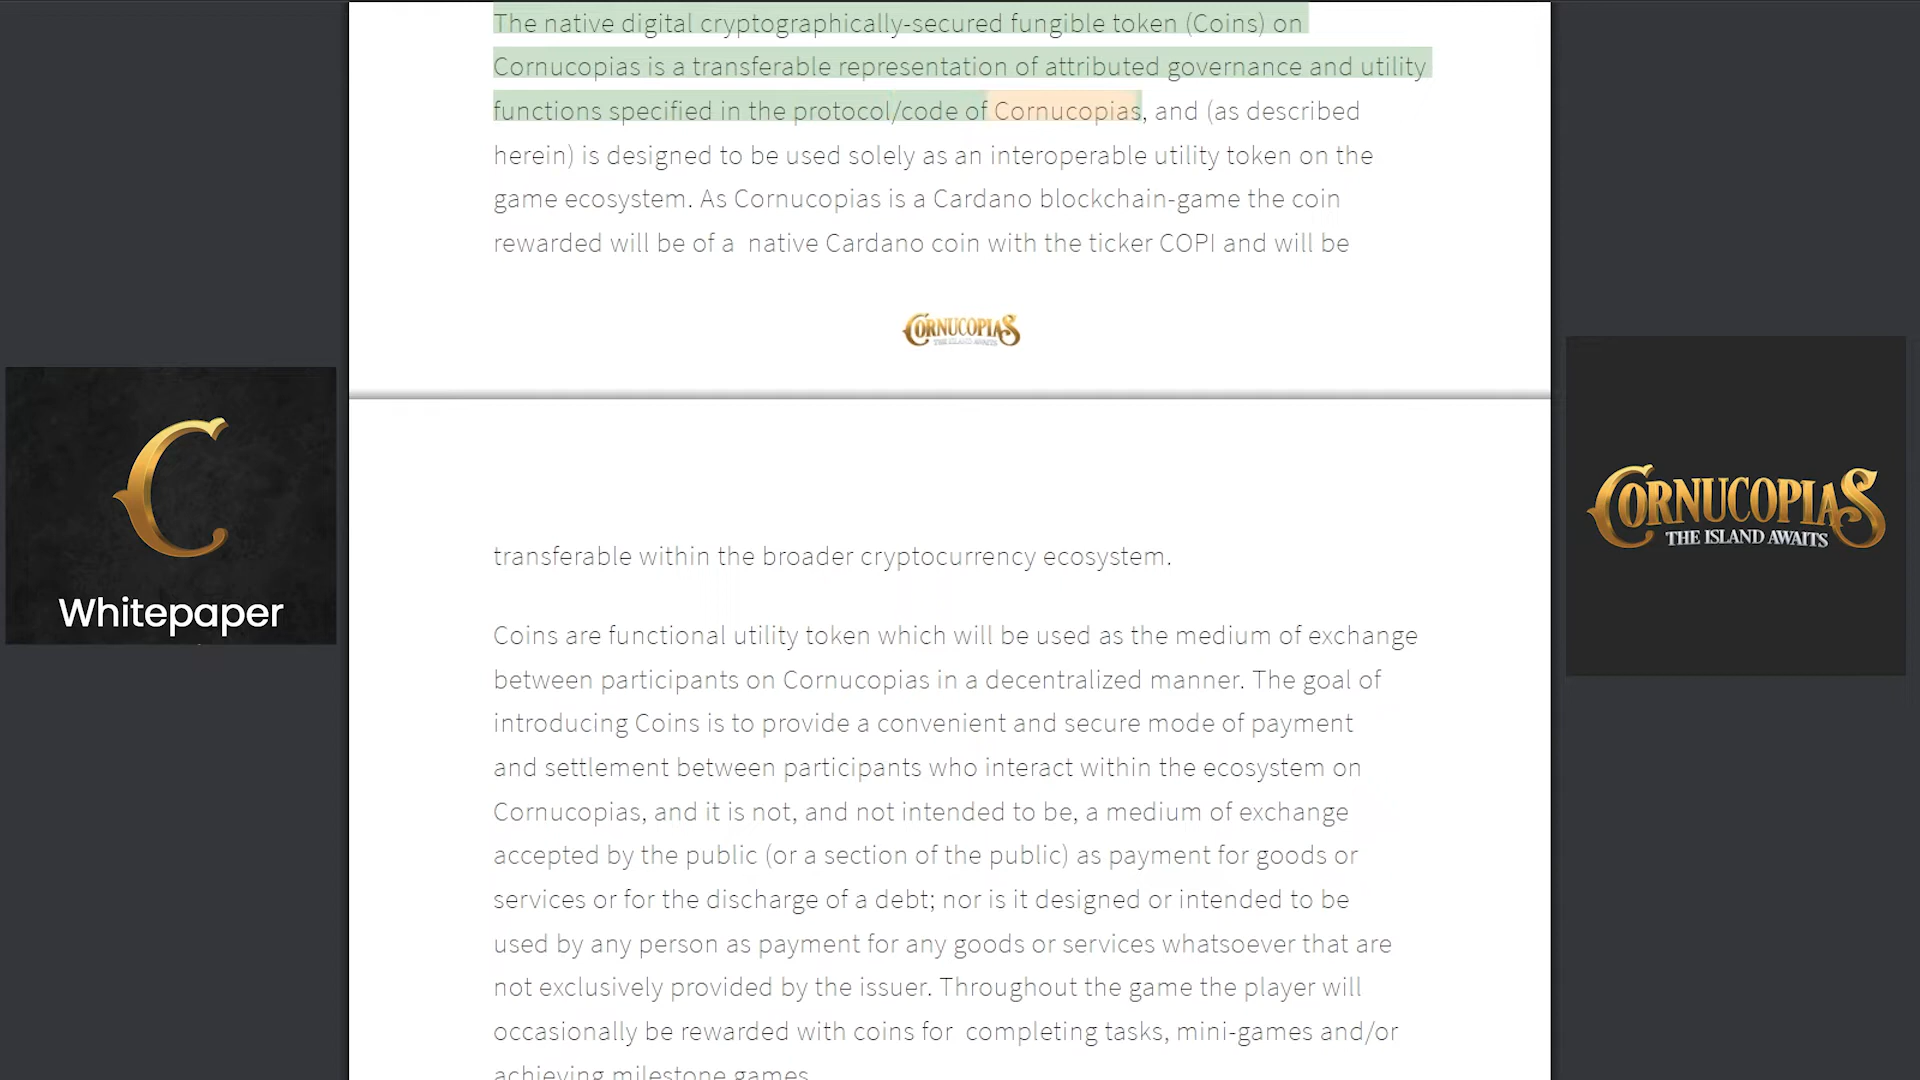 The native digital cryptographically-secured fungible token (Coins) on
Cornucopias is a transferable representation of attributed governance and utility
functions specified in the protocol/code of Cornucopias, and (as described
herein) is designed to be used solely as an interoperable utility token on the
game ecosystem. As Cornucopias is a Cardano blockchain-game the coin
rewarded will be of a native Cardano coin with the ticker COPI and will be
CORNUCOPIAS
THE ISLAND AWAITS
C
Whitepaper
CORNUCOPIAS
THE ISLAND AWAITS
transferable within the broader cryptocurrency ecosystem.
Coins are functional utility token which will be used as the medium of exchange
between participants on Cornucopias in a decentralized manner. The goal of
introducing Coins is to provide a convenient and secure mode of payment
and settlement between participants who interact within the ecosystem on
Cornucopias, and it is not, and not intended to be, a medium of exchange
accepted by the public (or a section of the public) as payment for goods or
services or for the discharge of a debt; nor is it designed or intended to be
used by any person as payment for any goods or services whatsoever that are
not exclusively provided by the issuer. Throughout the game the player will
occasionally be rewarded with coins for completing tasks, mini-games and/or
achieving milestone games